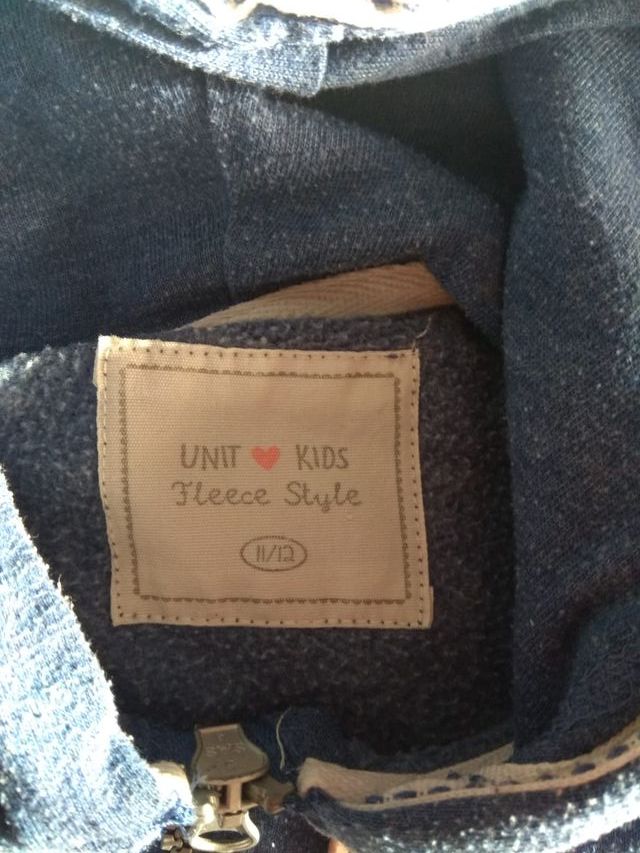 UNIT ❤ KIDS
Fleece Style
11/12